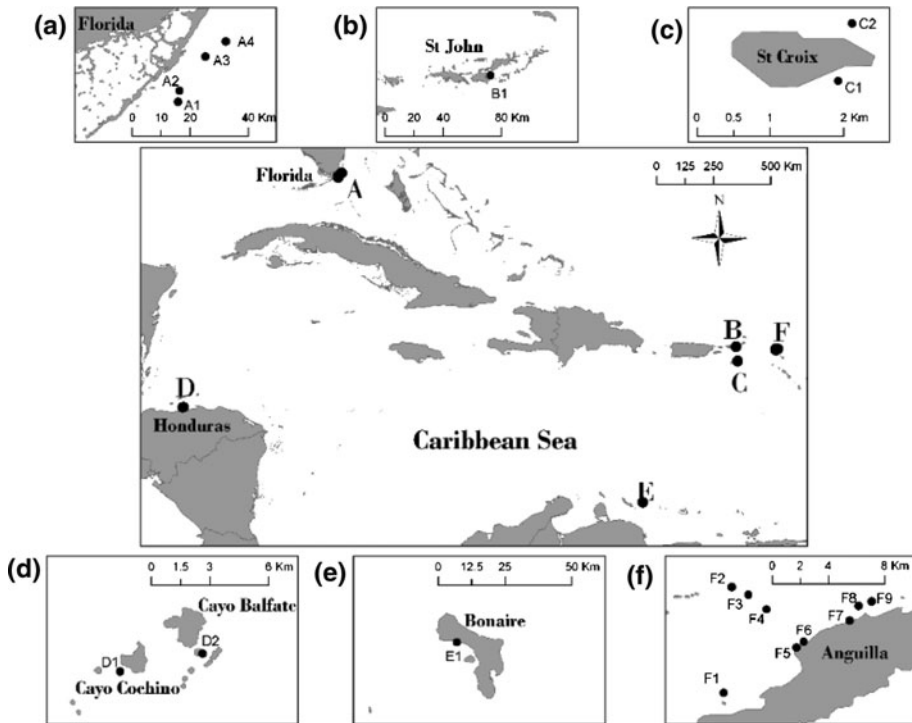 (a)
Florida
A4
A3
A2
A1
0 10 20 40 Km
(b)
St John
B1
0 20 40 80 Km
(c)
C2
St Croix
C1
0 0.5 1 2 Km
Florida
A
0 125 250 500 Km
N
B
F
C
D
Honduras
Caribbean Sea
E
(d)
0 1.5 3 6 Km
Cayo Balfate
D2
D1
Cayo Cochino
(e)
0 12.5 25 50 Km
Bonaire
E1
(f)
0 2 4 8 Km
F2
F3
F4
F8
F9
F7
F6
F5
Anguilla
F1